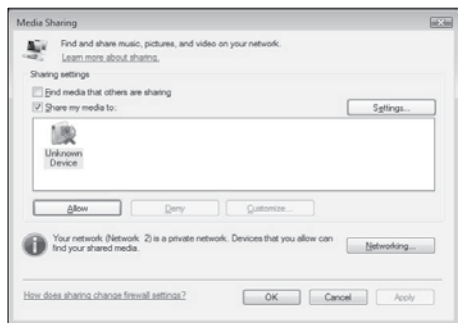 Media Sharing
Find and share music, pictures, and video on your network.
Learn more about sharing.
Sharing settings
Find media that others are sharing
Share my media to:
Settings...
Unknown
Device
Allow
Deny
Customize...
Your network (Network 2) is a private network. Devices that you allow can
find your shared media.
Networking...
How does sharing change firewall settings?
OK
Cancel
Apply